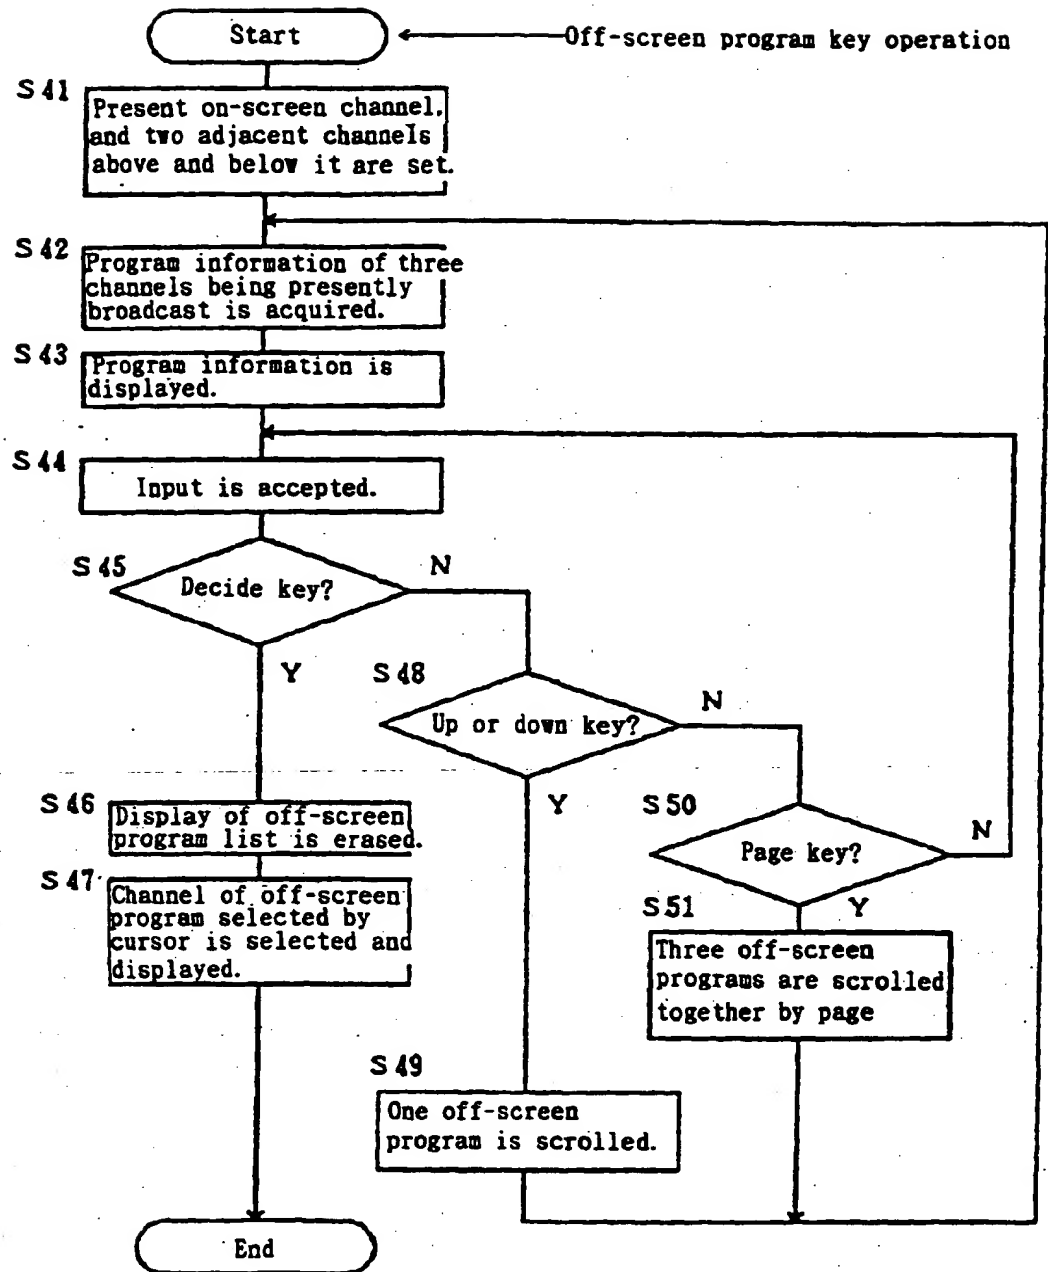 Start
Off-screen program key operation
S41
Present on-screen channel.
and two adjacent channels
above and below it are set.
S42
Program information of three
channels being presently
broadcast is acquired.
S43
Program information is
displayed.
S44
Input is accepted.
S45
Decide key?
N
Y
S48
Up or down key?
N
Y
S46
Display of off-screen
program list is erased.
S47
Channel of off-screen
program selected by
cursor is selected and
displayed.
S50
Page key?
N
Y
S51
Three off-screen
programs are scrolled
together by page
S49
One off-screen
program is scrolled.
End